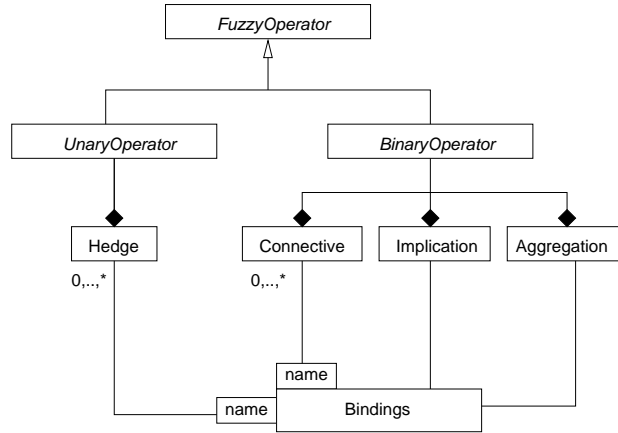 FuzzyOperator
UnaryOperator
BinaryOperator
Hedge
Connective
Implication
Aggregation
0,..,*
0,..,*
name
name
Bindings